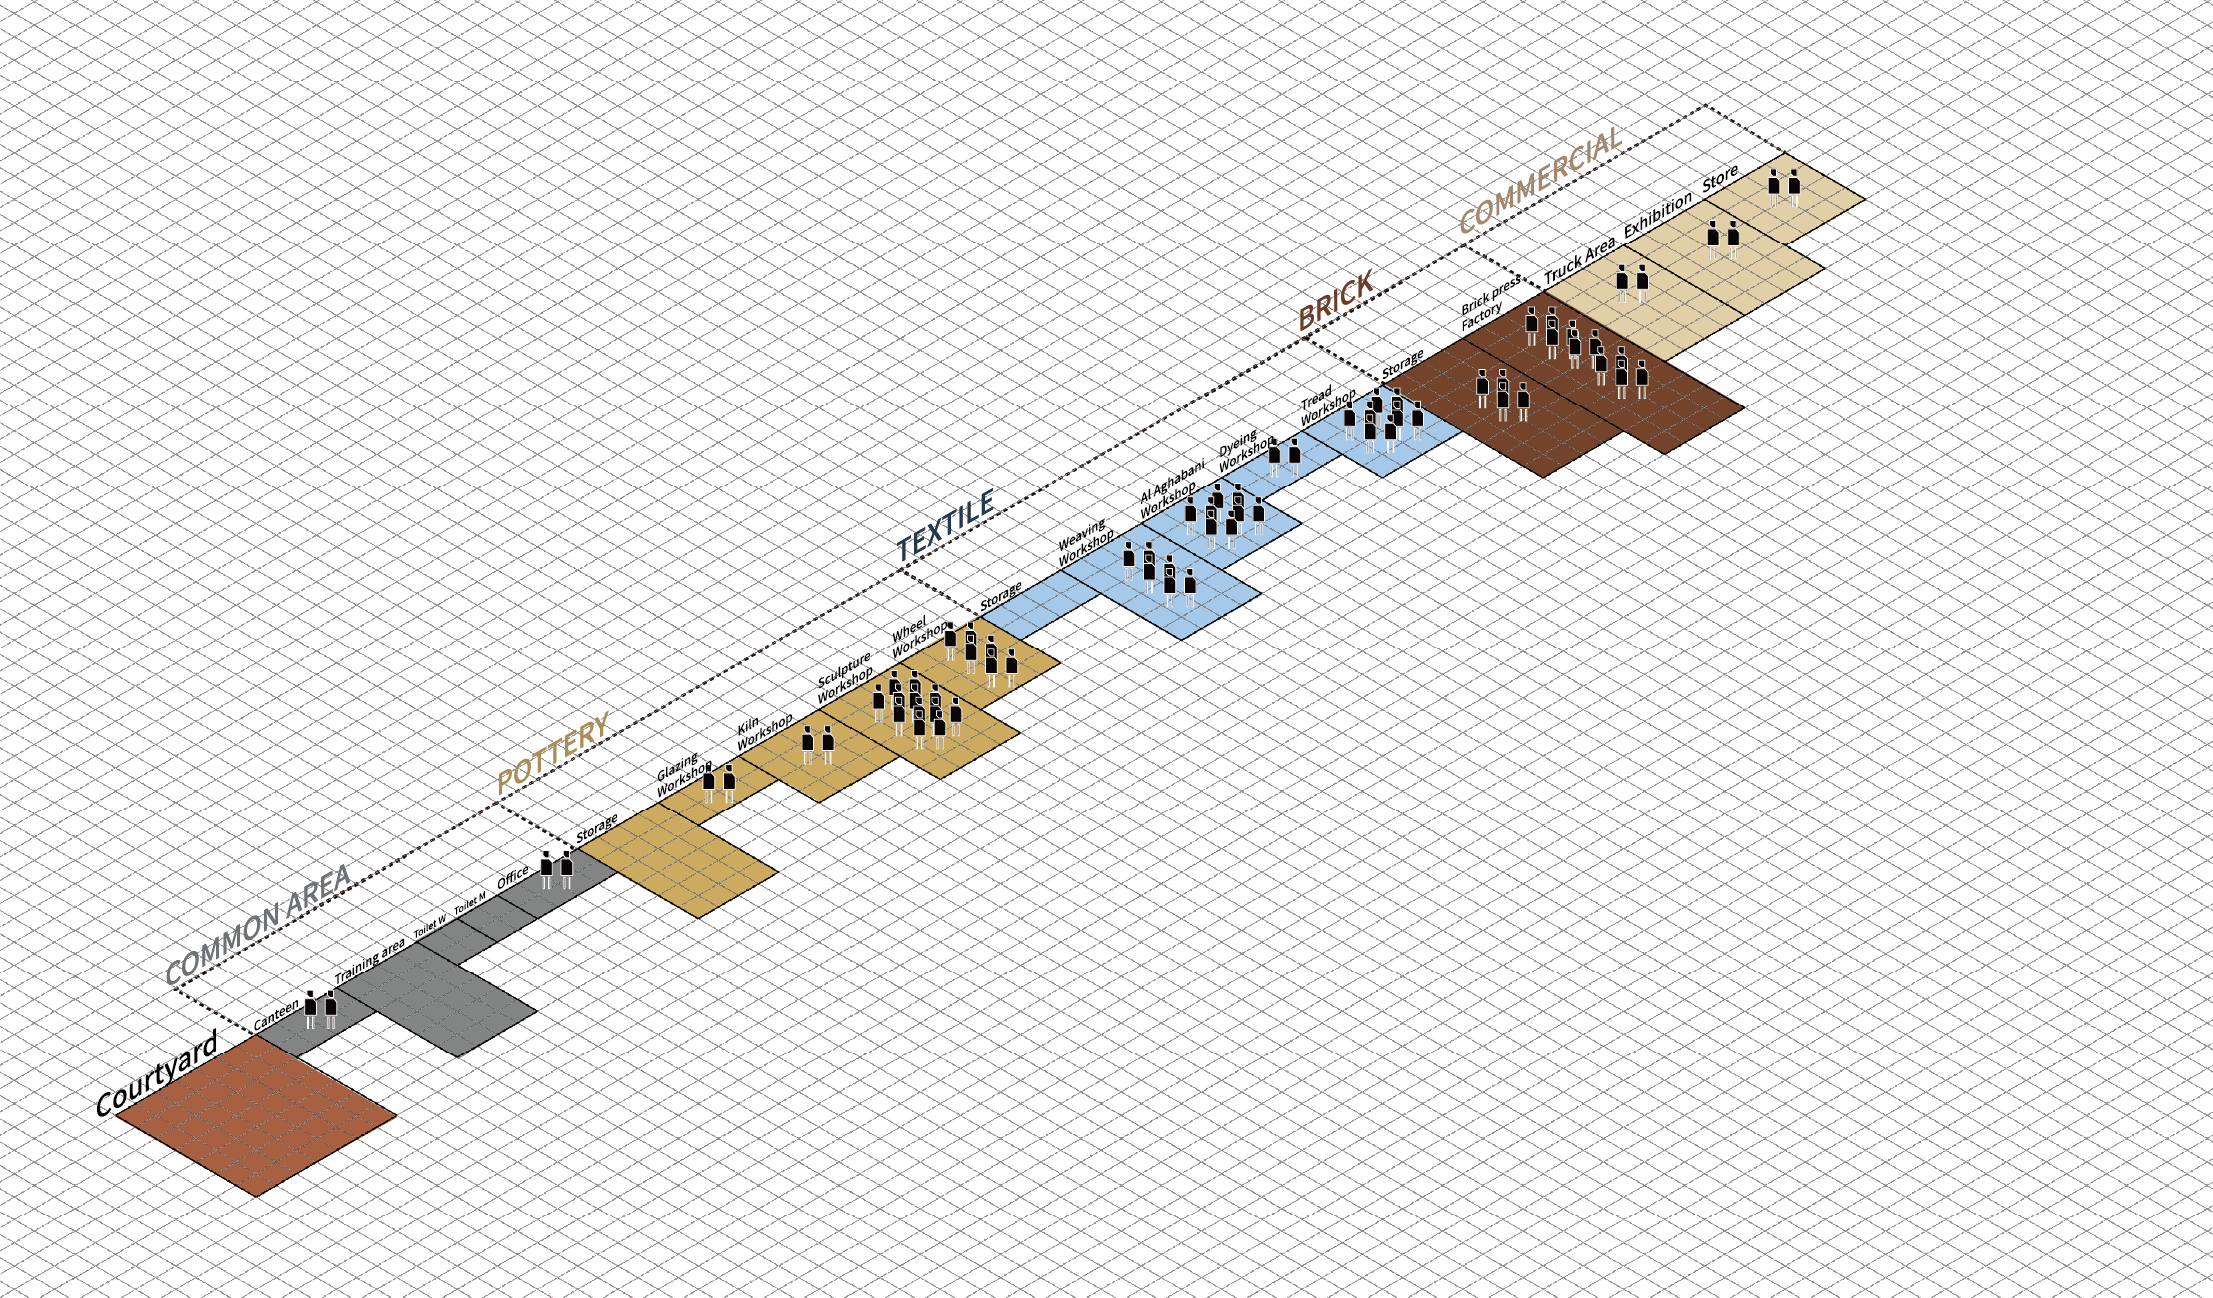 COMMERCIAL
Store
Exhibition
Truck Area
BRICK
Brick press
Factory
Storage
TEXTILE
Tread
Workshop
Dyeing
Workshop
Al Aghabani
Workshop
Weaving
Workshop
Storage
POTTERY
Wheel
Workshop
Sculpture
Workshop
Kiln
Workshop
Glazing
Workshop
Storage
COMMON AREA
Office
Toilet M
Toilet W
Training area
Canteen
Courtyard